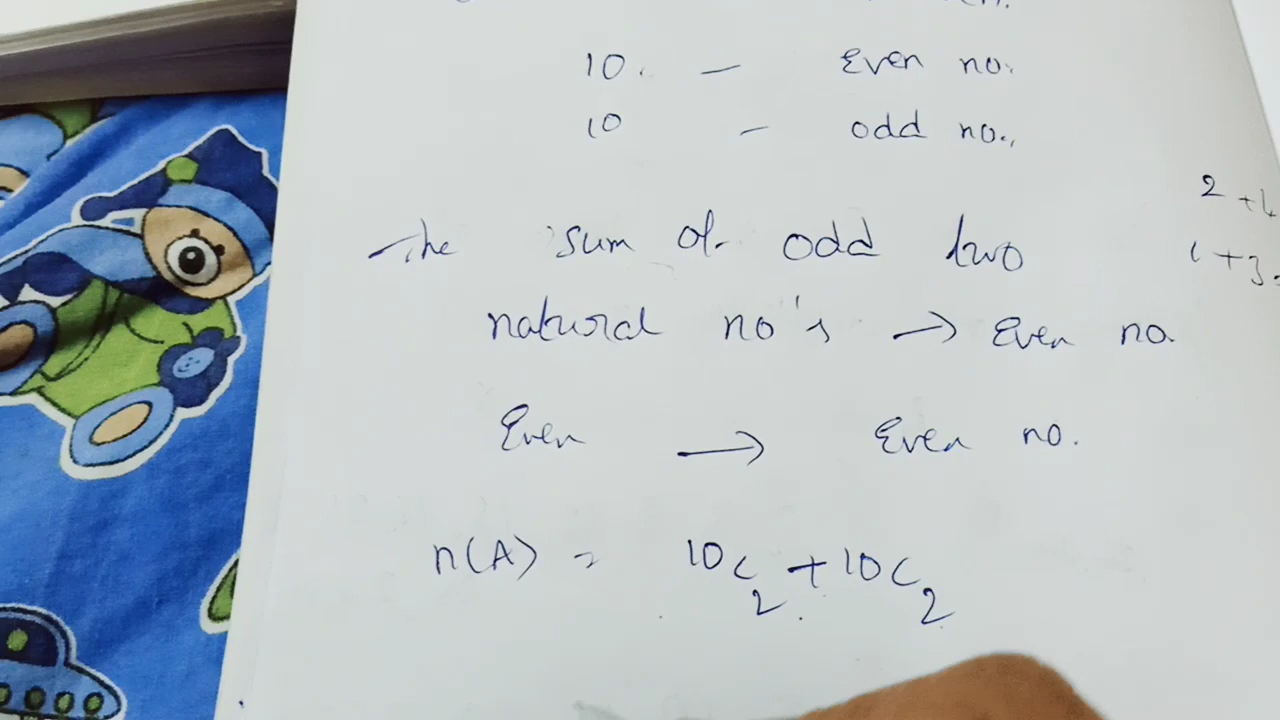 10. - Even no.
10 - odd no.,
2 +4
The sum of odd two
1 + 3
natural no's → Even no.
Even → Even no.
n(A) = 10C2 + 10C2